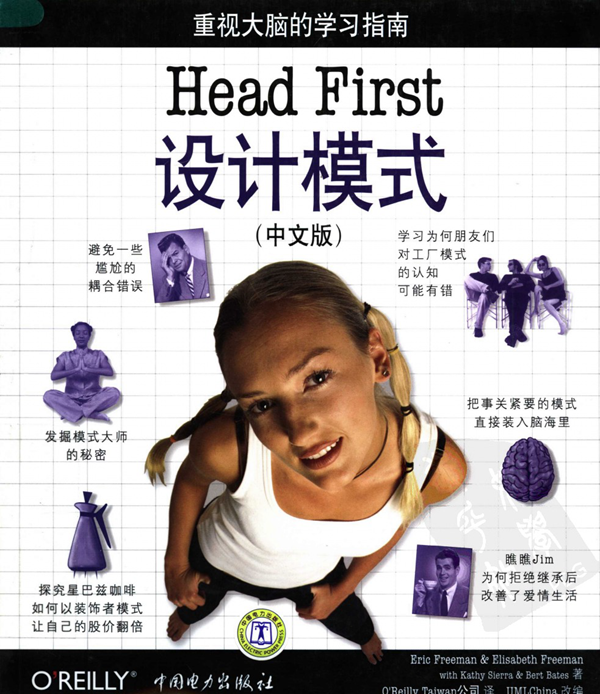 重视大脑的学习指南
Head First
设计模式
（中文版）
避免一些
尴尬的
耦合错误
学习为何朋友们
对工厂模式
的认知
可能有错
发掘模式大师
的秘密
把事关紧要的模式
直接装入脑海里
探究星巴兹咖啡
如何以装饰者模式
让自己的股价翻倍
瞧瞧Jim
为何拒绝继承后
改善了爱情生活
O'REILLY®
中国电力出版社
Eric Freeman & Elisabeth Freeman
with Kathy Sierra & Bert Bates 著
O'Reilly Taiwan公司 译 UMLChina 改编